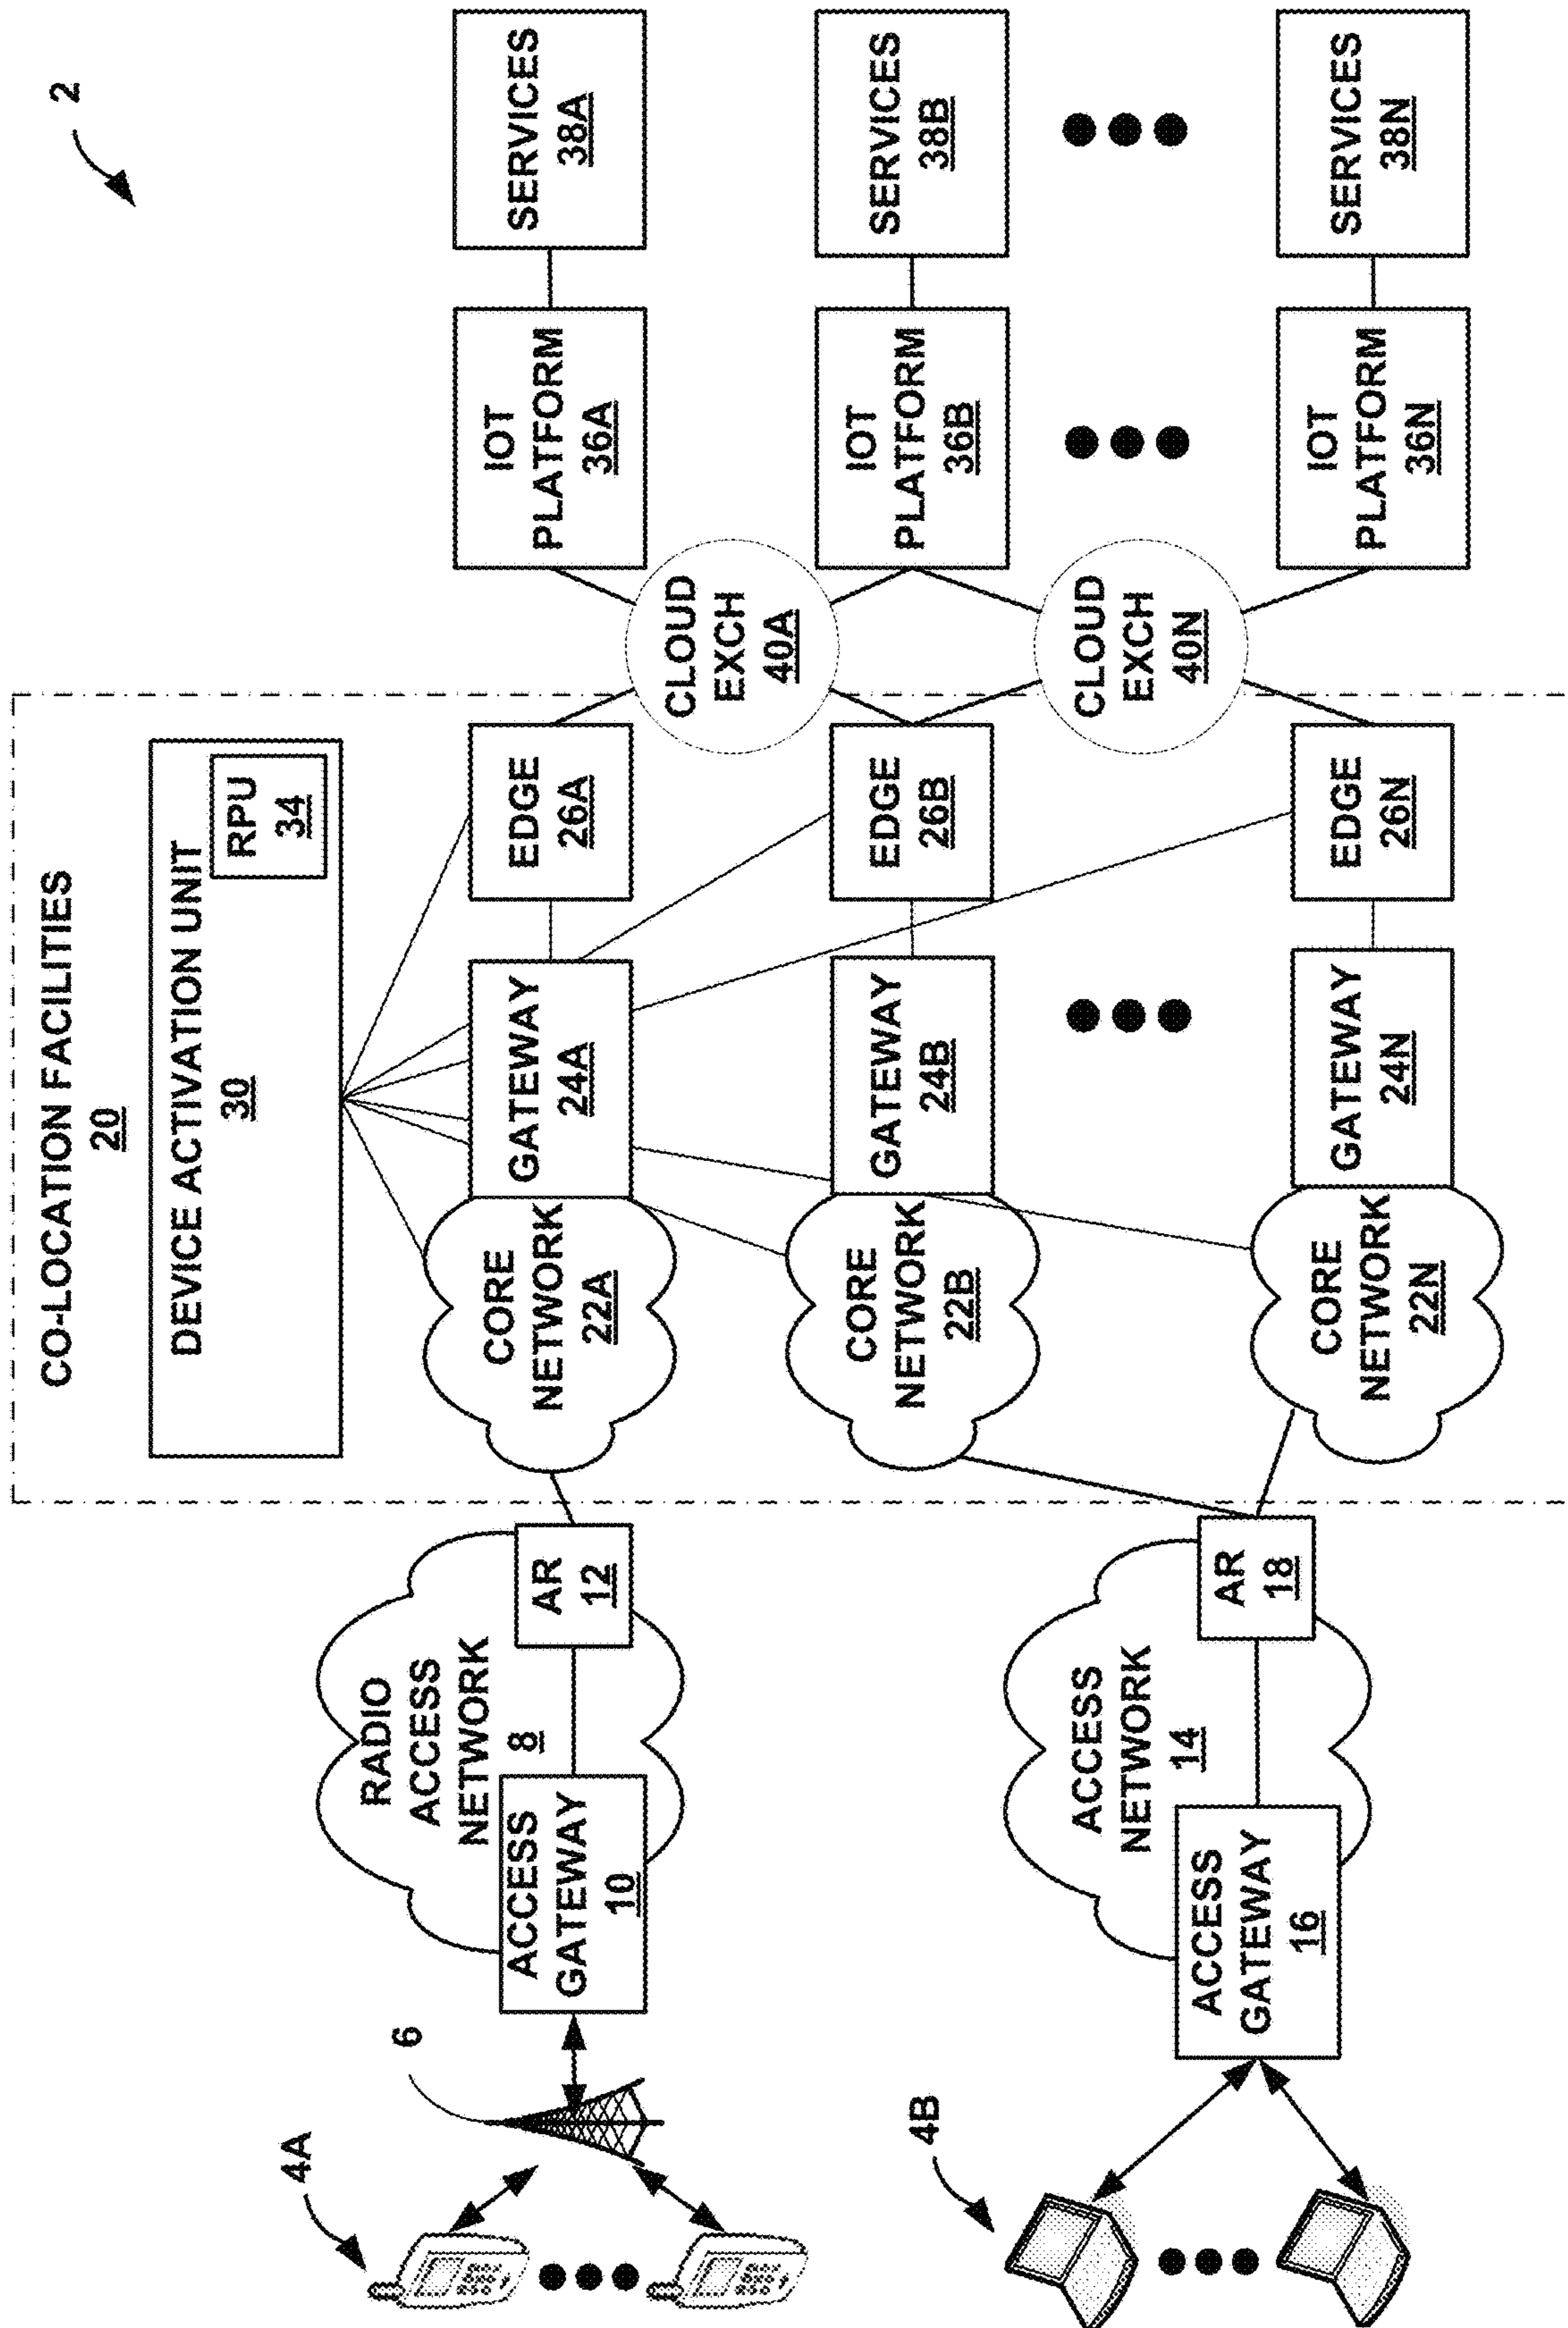 2
CO-LOCATION FACILITIES
20
DEVICE ACTIVATION UNIT
30
RPU
34
4A
6
RADIO
ACCESS
NETWORK
8
ACCESS
GATEWAY
10
AR
12
CORE
NETWORK
22A
GATEWAY
24A
EDGE
26A
CLOUD
EXCH
40A
IOT
PLATFORM
36A
SERVICES
38A
CORE
NETWORK
22B
GATEWAY
24B
EDGE
26B
IOT
PLATFORM
36B
SERVICES
38B
4B
ACCESS
NETWORK
14
ACCESS
GATEWAY
16
AR
18
CLOUD
EXCH
40N
CORE
NETWORK
22N
GATEWAY
24N
EDGE
26N
IOT
PLATFORM
36N
SERVICES
38N